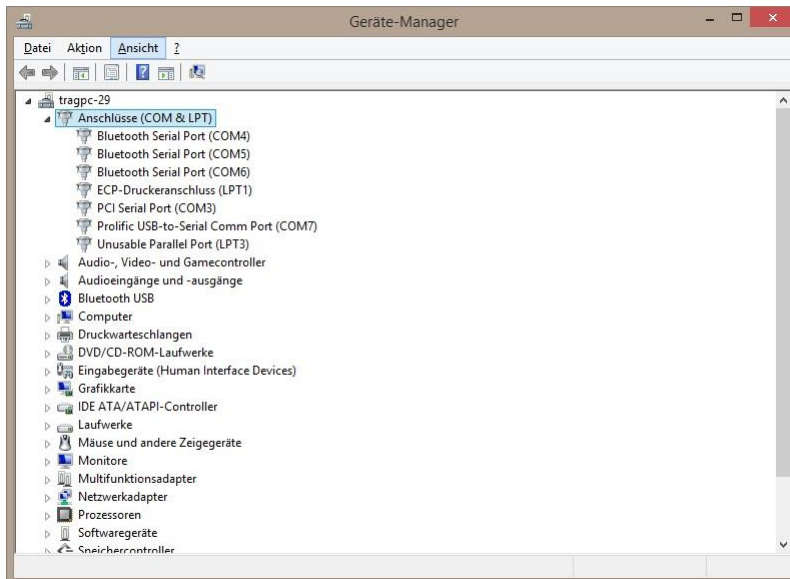 Geräte-Manager
Datei Aktion Ansicht ?
tragpc-29
Anschlüsse (COM & LPT)
Bluetooth Serial Port (COM4)
Bluetooth Serial Port (COM5)
Bluetooth Serial Port (COM6)
ECP-Druckeranschluss (LPT1)
PCI Serial Port (COM3)
Prolific USB-to-Serial Comm Port (COM7)
Unusable Parallel Port (LPT3)
Audio-, Video- und Gamecontroller
Audioeingänge und -ausgänge
Bluetooth USB
Computer
Druckwarteschlangen
DVD/CD-ROM-Laufwerke
Eingabegeräte (Human Interface Devices)
Grafikkarte
IDE ATA/ATAPI-Controller
Laufwerke
Mäuse und andere Zeigegeräte
Monitore
Multifunktionsadapter
Netzwerkadapter
Prozessoren
Softwaregeräte
Speichercontroller